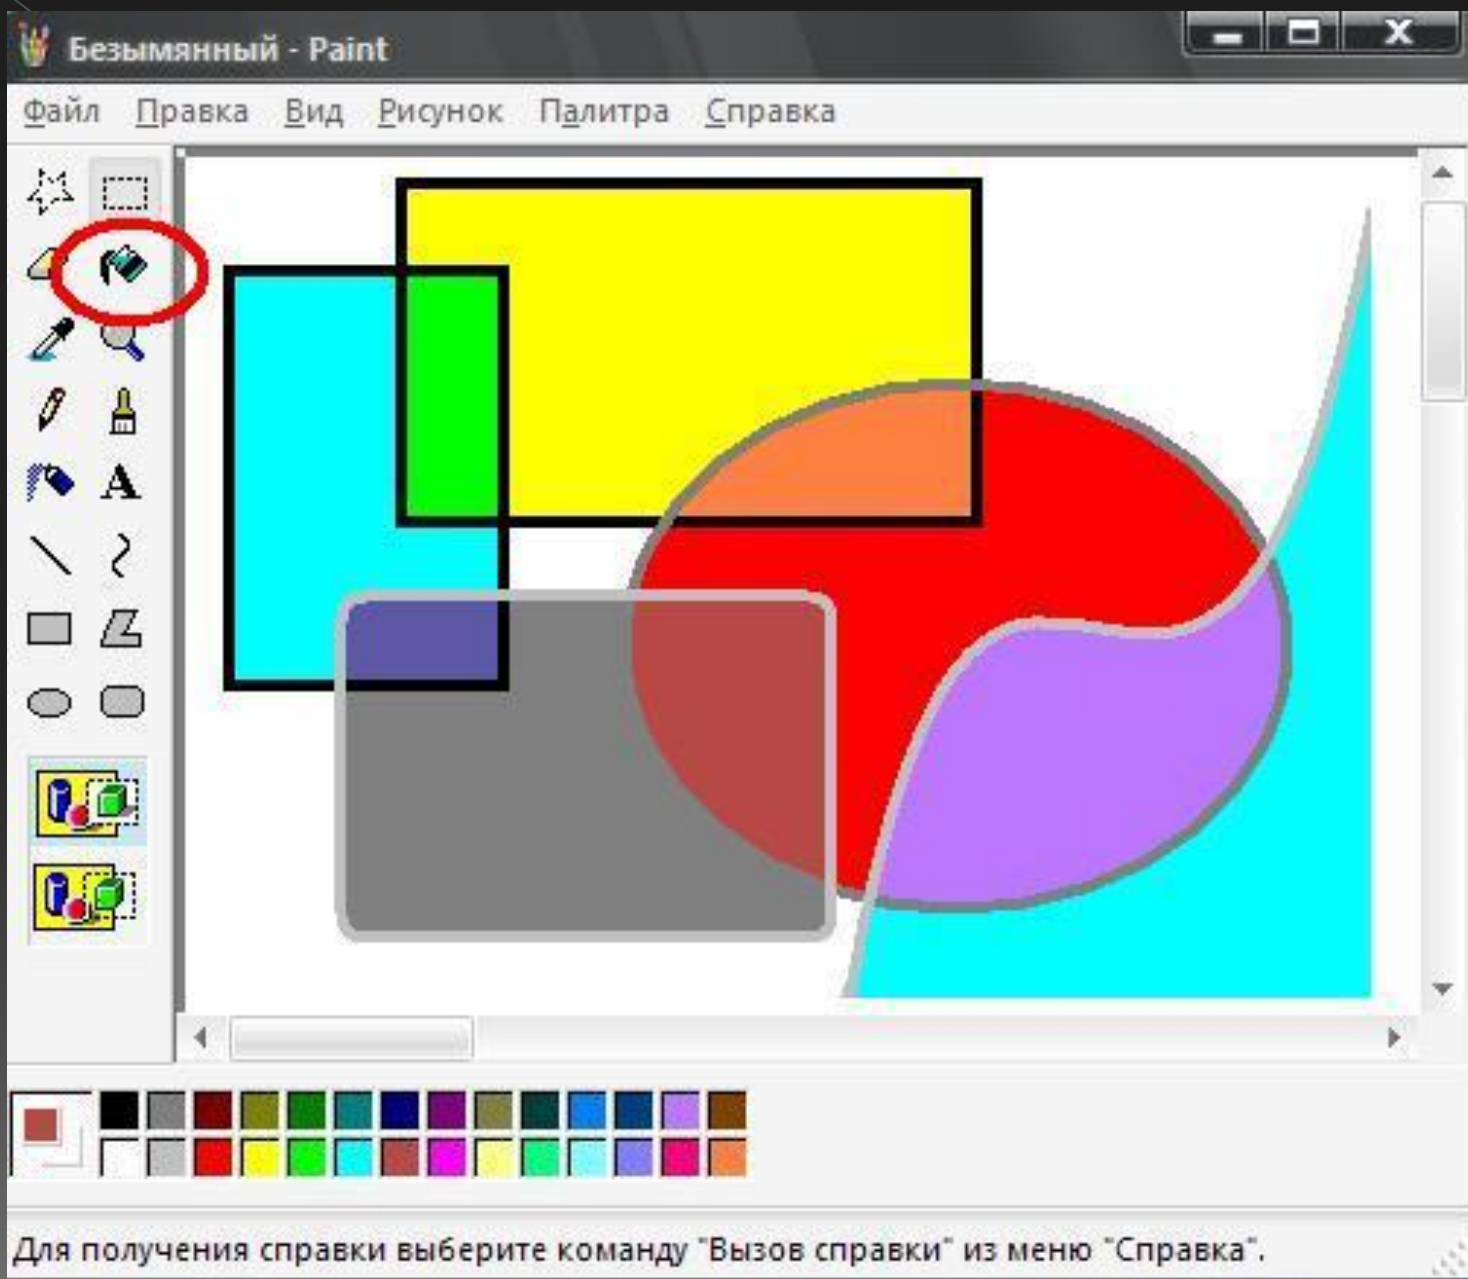 Безымянный - Paint
Файл Правка Вид Рисунок Палитра Справка
A
Для получения справки выберите команду "Вызов справки" из меню "Справка".